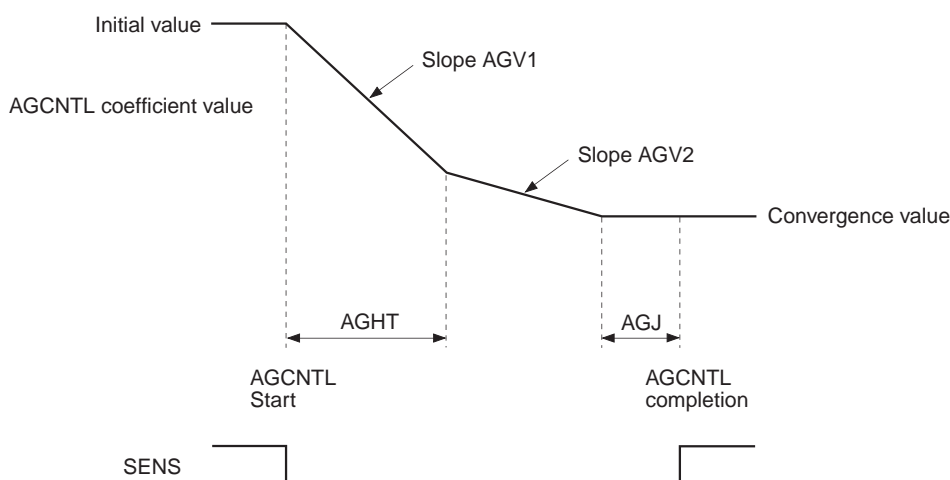 Initial value
Slope AGV1
AGCNTL coefficient value
Slope AGV2
Convergence value
AGHT
AGJ
AGCNTL
Start
AGCNTL
completion
SENS